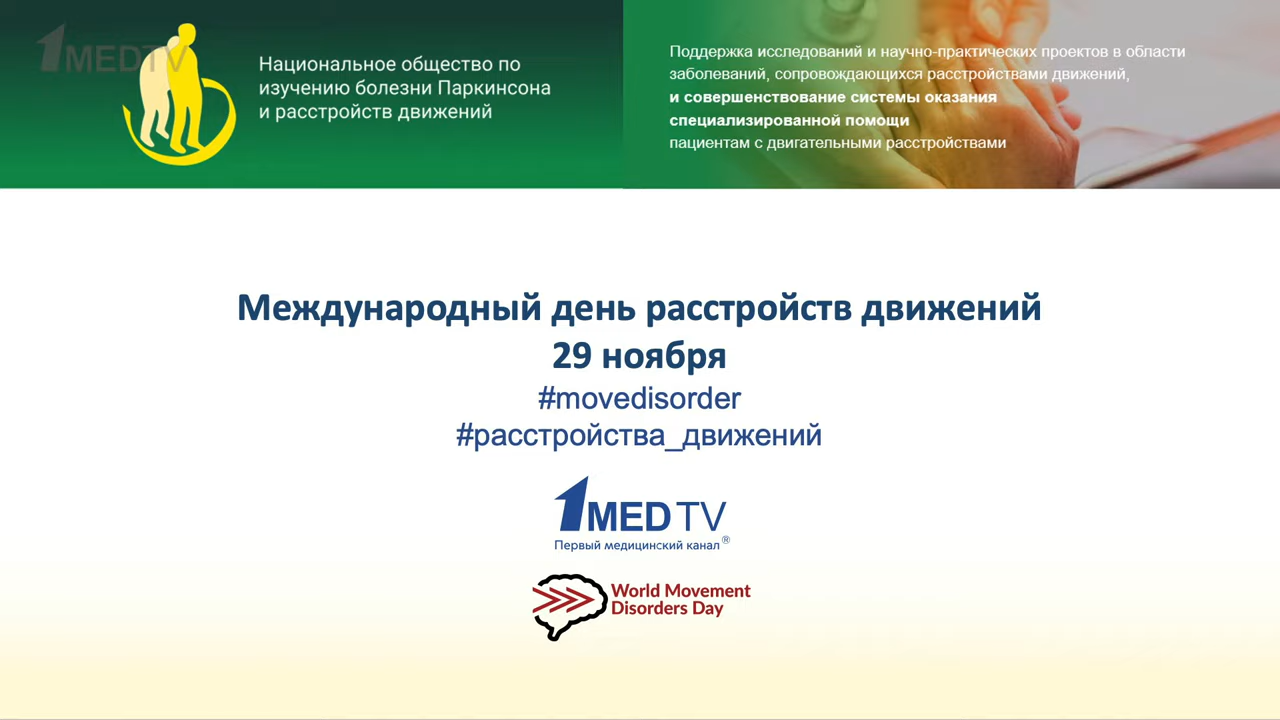 1MEDTV
Национальное общество по
изучению болезни Паркинсона
и расстройств движений
Поддержка исследований и научно-практических проектов в области
заболеваний, сопровождающихся расстройствами движений,
и совершенствование системы оказания
специализированной помощи
пациентам с двигательными расстройствами
Международный день расстройств движений
29 ноября
#movedisorder
#расстройства_движений
1MEDTV
Первый медицинский канал®
World Movement
Disorders Day